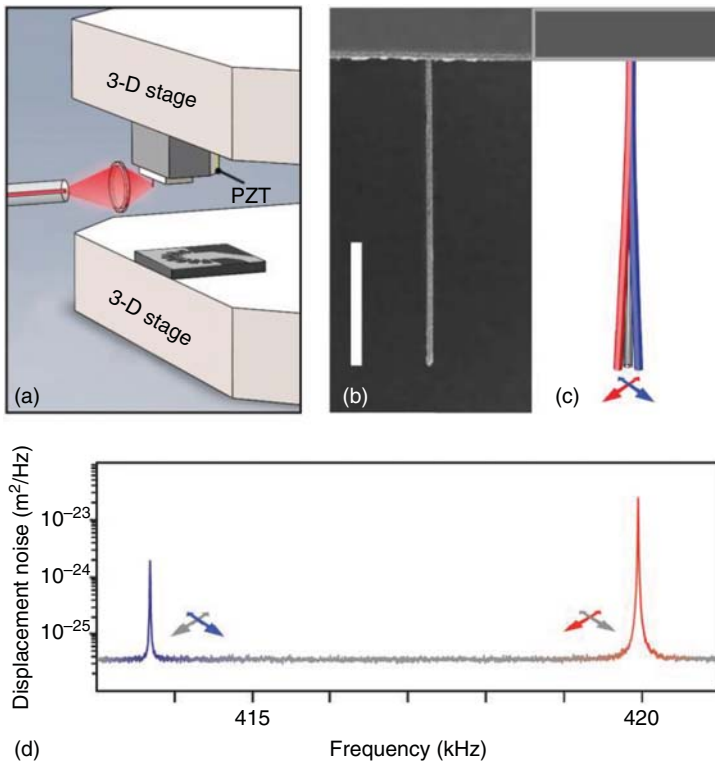 3-D stage
PZT
3-D stage
(a)
(b)
(c)
Displacement noise (m²/Hz)
10⁻²³
10⁻²⁴
10⁻²⁵
415
420
(d)
Frequency (kHz)